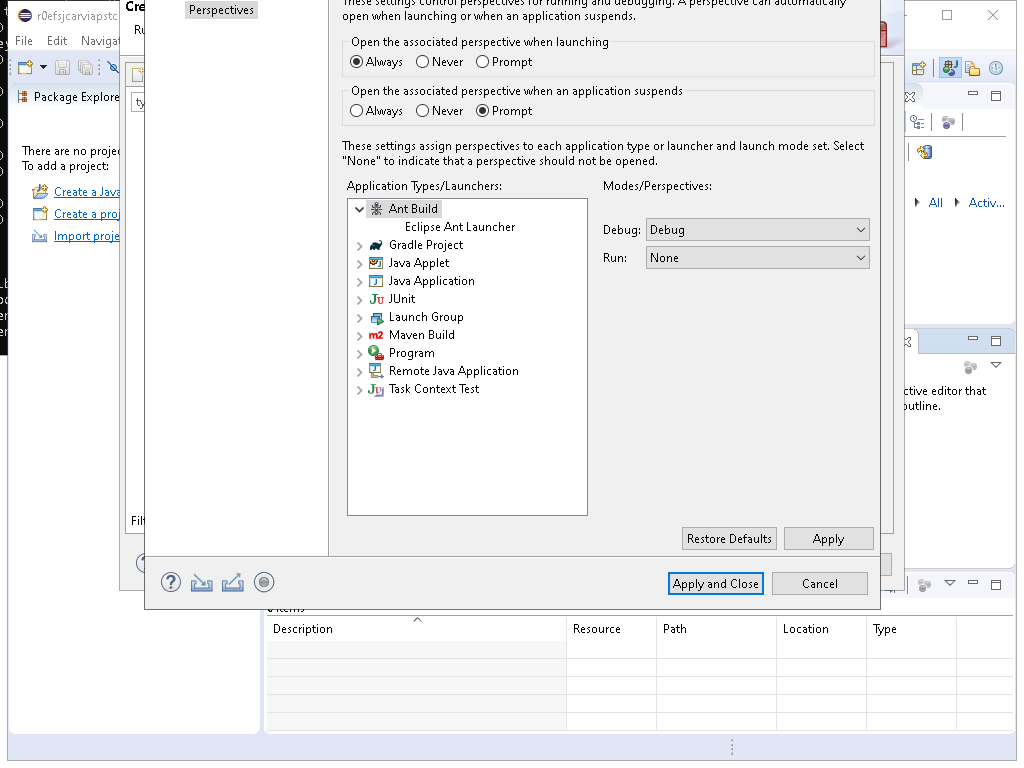 These settings control perspectives for running and debugging. A perspective can automatically
open when launching or when an application suspends.
Perspectives
r0efsjcarviapstc
Cre
Ru
File Edit Navigat
Open the associated perspective when launching
Always Never Prompt
Open the associated perspective when an application suspends
Always Never Prompt
Package Explore
ty
These settings assign perspectives to each application type or launcher and launch mode set. Select
"None" to indicate that a perspective should not be opened.
There are no projec
To add a project:
Create a Java
Create a proj
Import proje
Application Types/Launchers:
Modes/Perspectives:
Ant Build
Eclipse Ant Launcher
Gradle Project
Java Applet
Java Application
JUnit
Launch Group
Maven Build
Program
Remote Java Application
Task Context Test
Debug: Debug
Run: None
All Activ...
ctive editor that
outline.
Filt
Restore Defaults Apply
Apply and Close Cancel
Description Resource Path Location Type